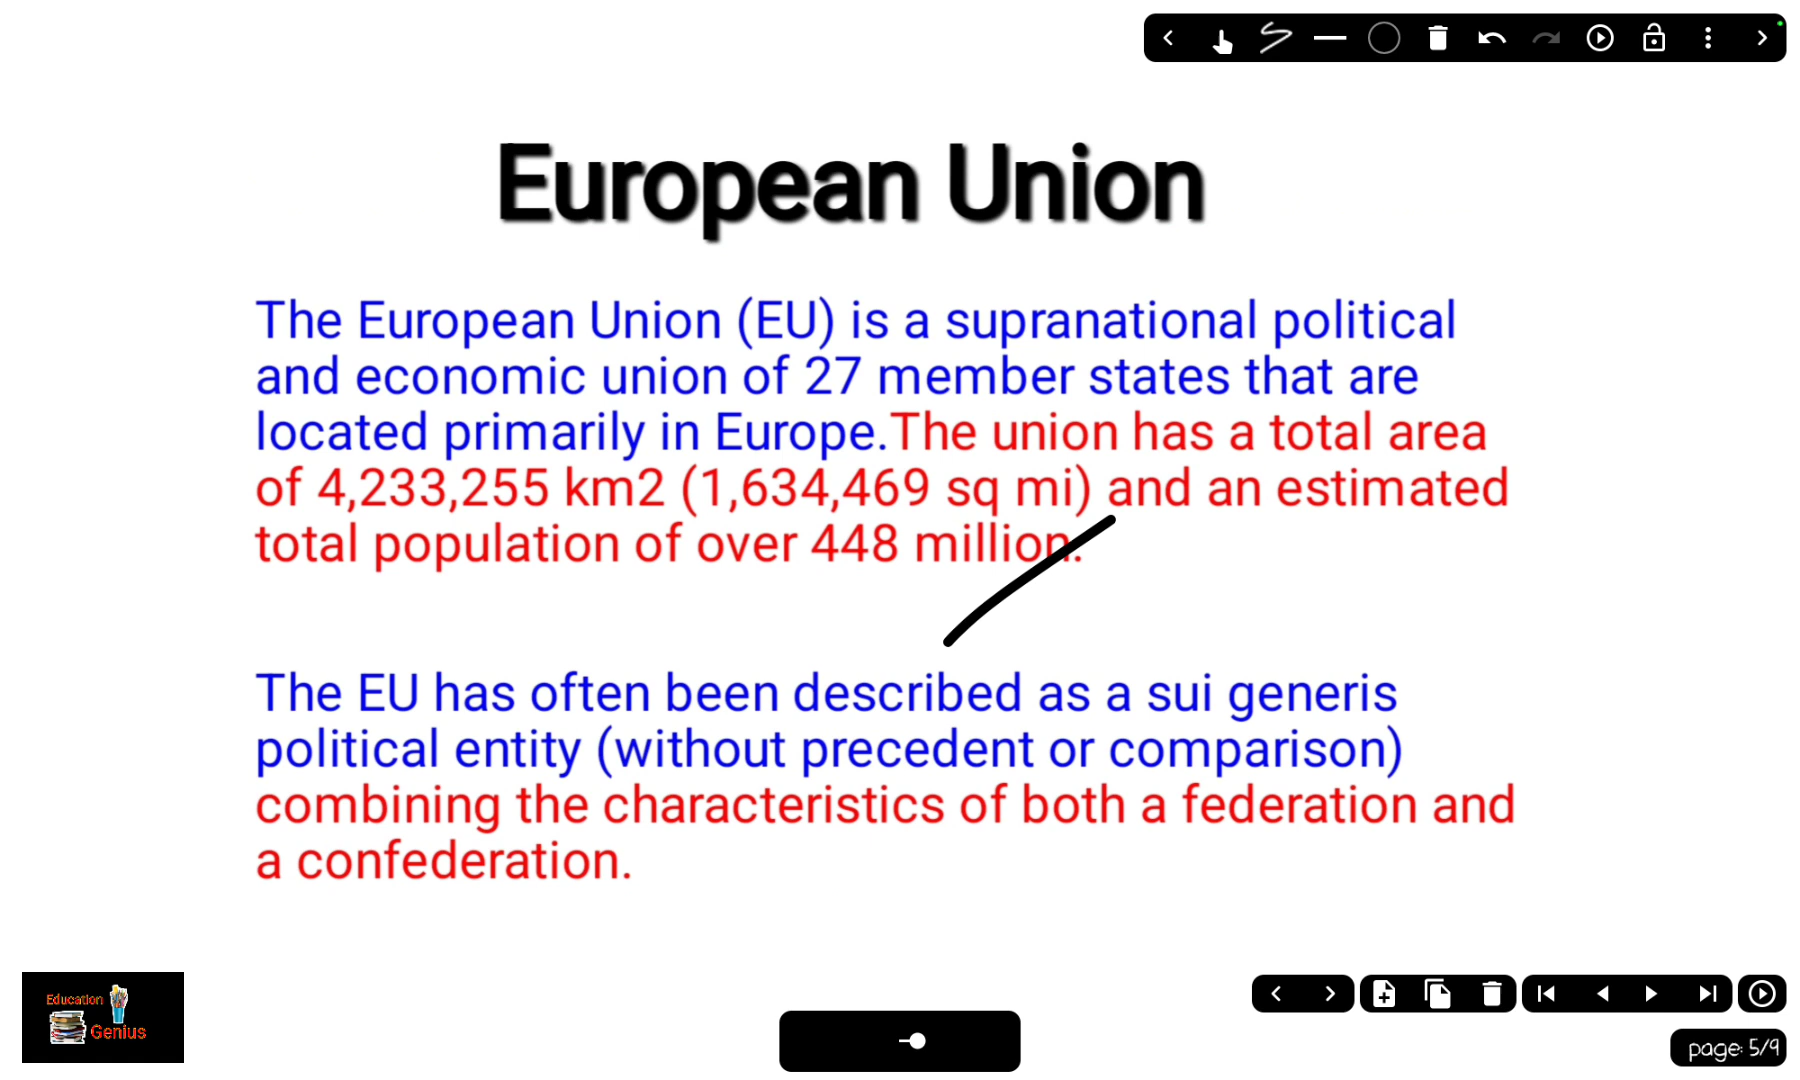 European Union
The European Union (EU) is a supranational political
and economic union of 27 member states that are
located primarily in Europe.The union has a total area
of 4,233,255 km2 (1,634,469 sq mi) and an estimated
total population of over 448 million.
The EU has often been described as a sui generis
political entity (without precedent or comparison)
combining the characteristics of both a federation and
a confederation.
Education
Genius
page: 5/9